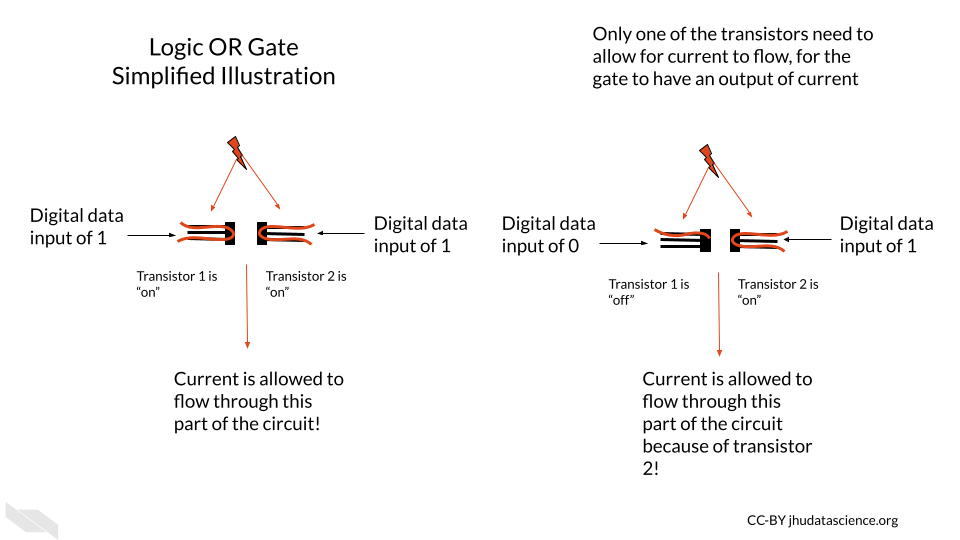 Logic OR Gate
Simplified Illustration
Only one of the transistors need to
allow for current to flow, for the
gate to have an output of current
Digital data
input of 1
Digital data
input of 1
Transistor 1 is
“on”
Transistor 2 is
“on”
Current is allowed to
flow through this
part of the circuit!
Digital data
input of 0
Digital data
input of 1
Transistor 1 is
“off”
Transistor 2 is
“on”
Current is allowed to
flow through this
part of the circuit
because of transistor
2!
CC-BY jhudatascience.org